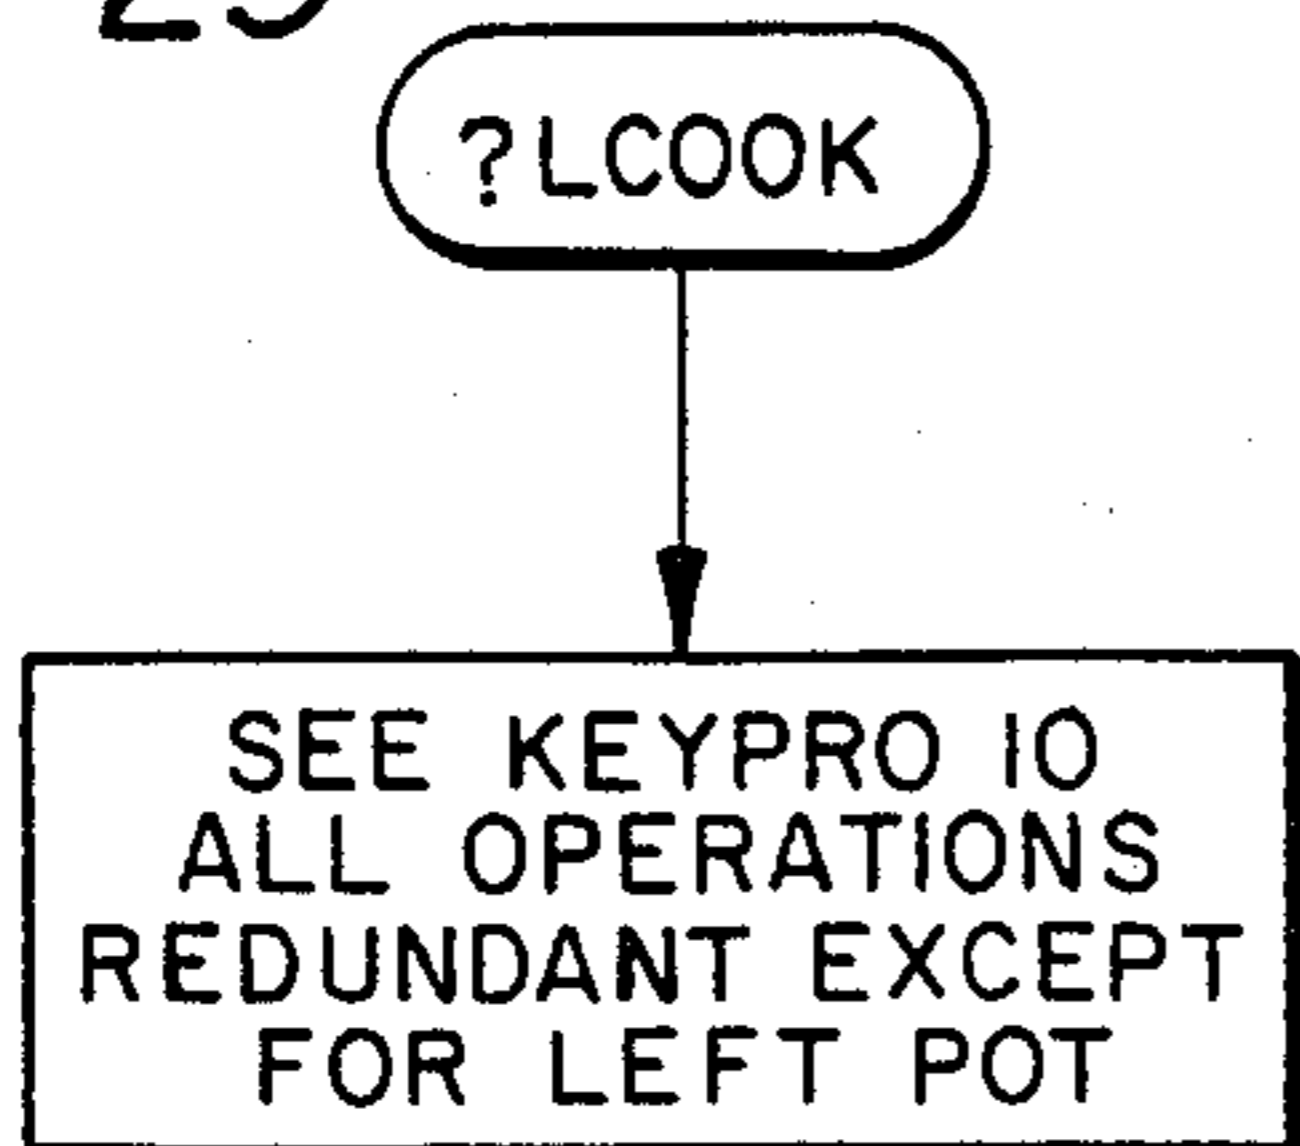 ?LCOOK
SEE KEYPRO 10
ALL OPERATIONS
REDUNDANT EXCEPT
FOR LEFT POT